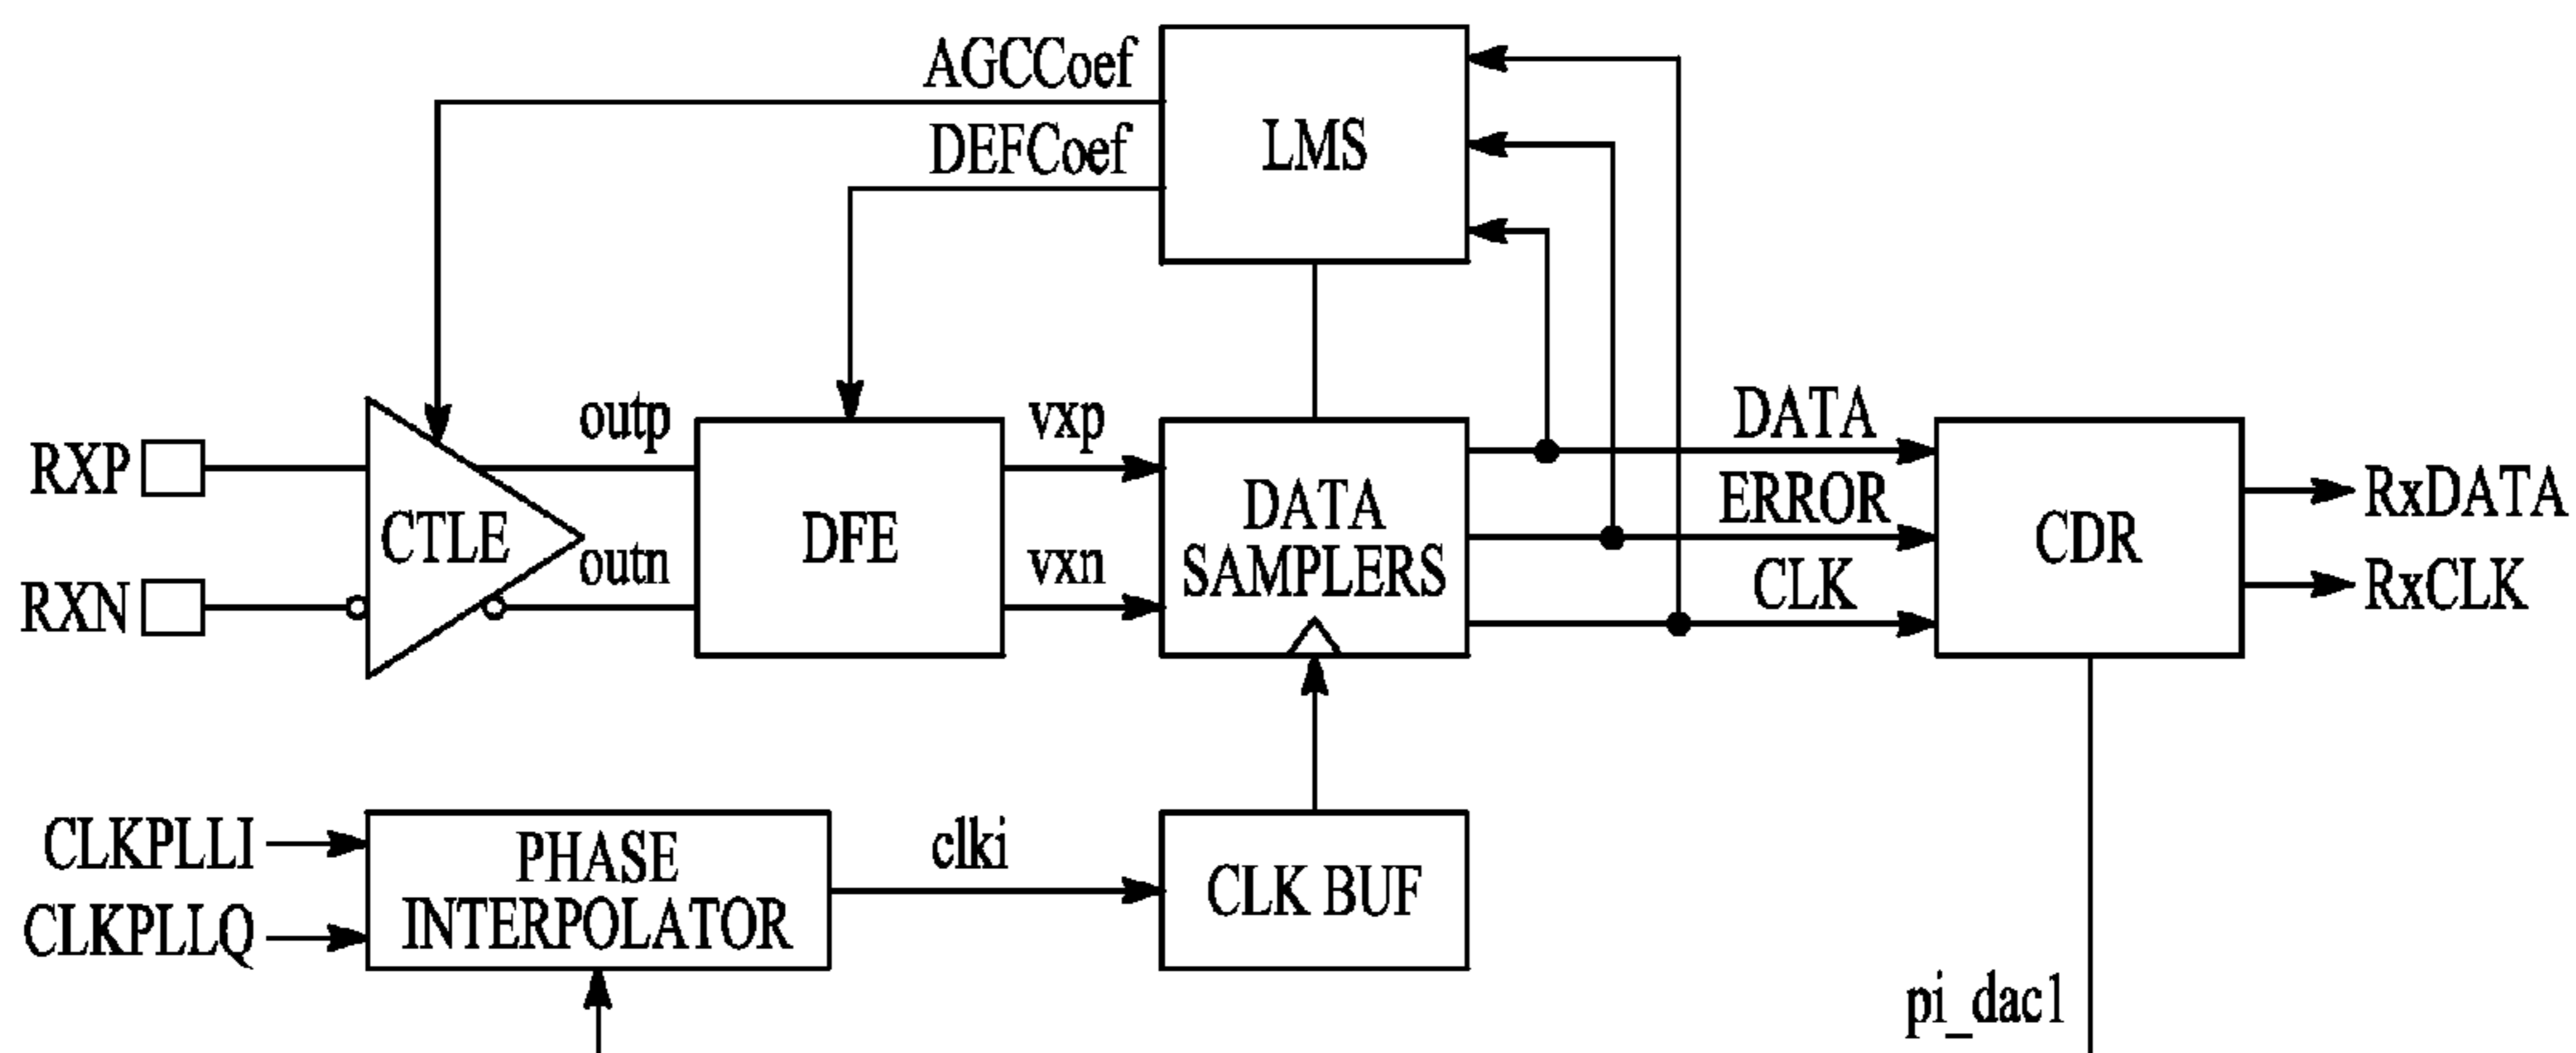 AGCCoef
DEFCoef
LMS
RXP
RXN
CTLE
outp
outn
DFE
vxp
vxn
DATA
SAMPLERS
DATA
ERROR
CLK
CDR
RxDATA
RxCLK
CLKPLLI
CLKPLLQ
PHASE
INTERPOLATOR
clki
CLK BUF
pi_dac1